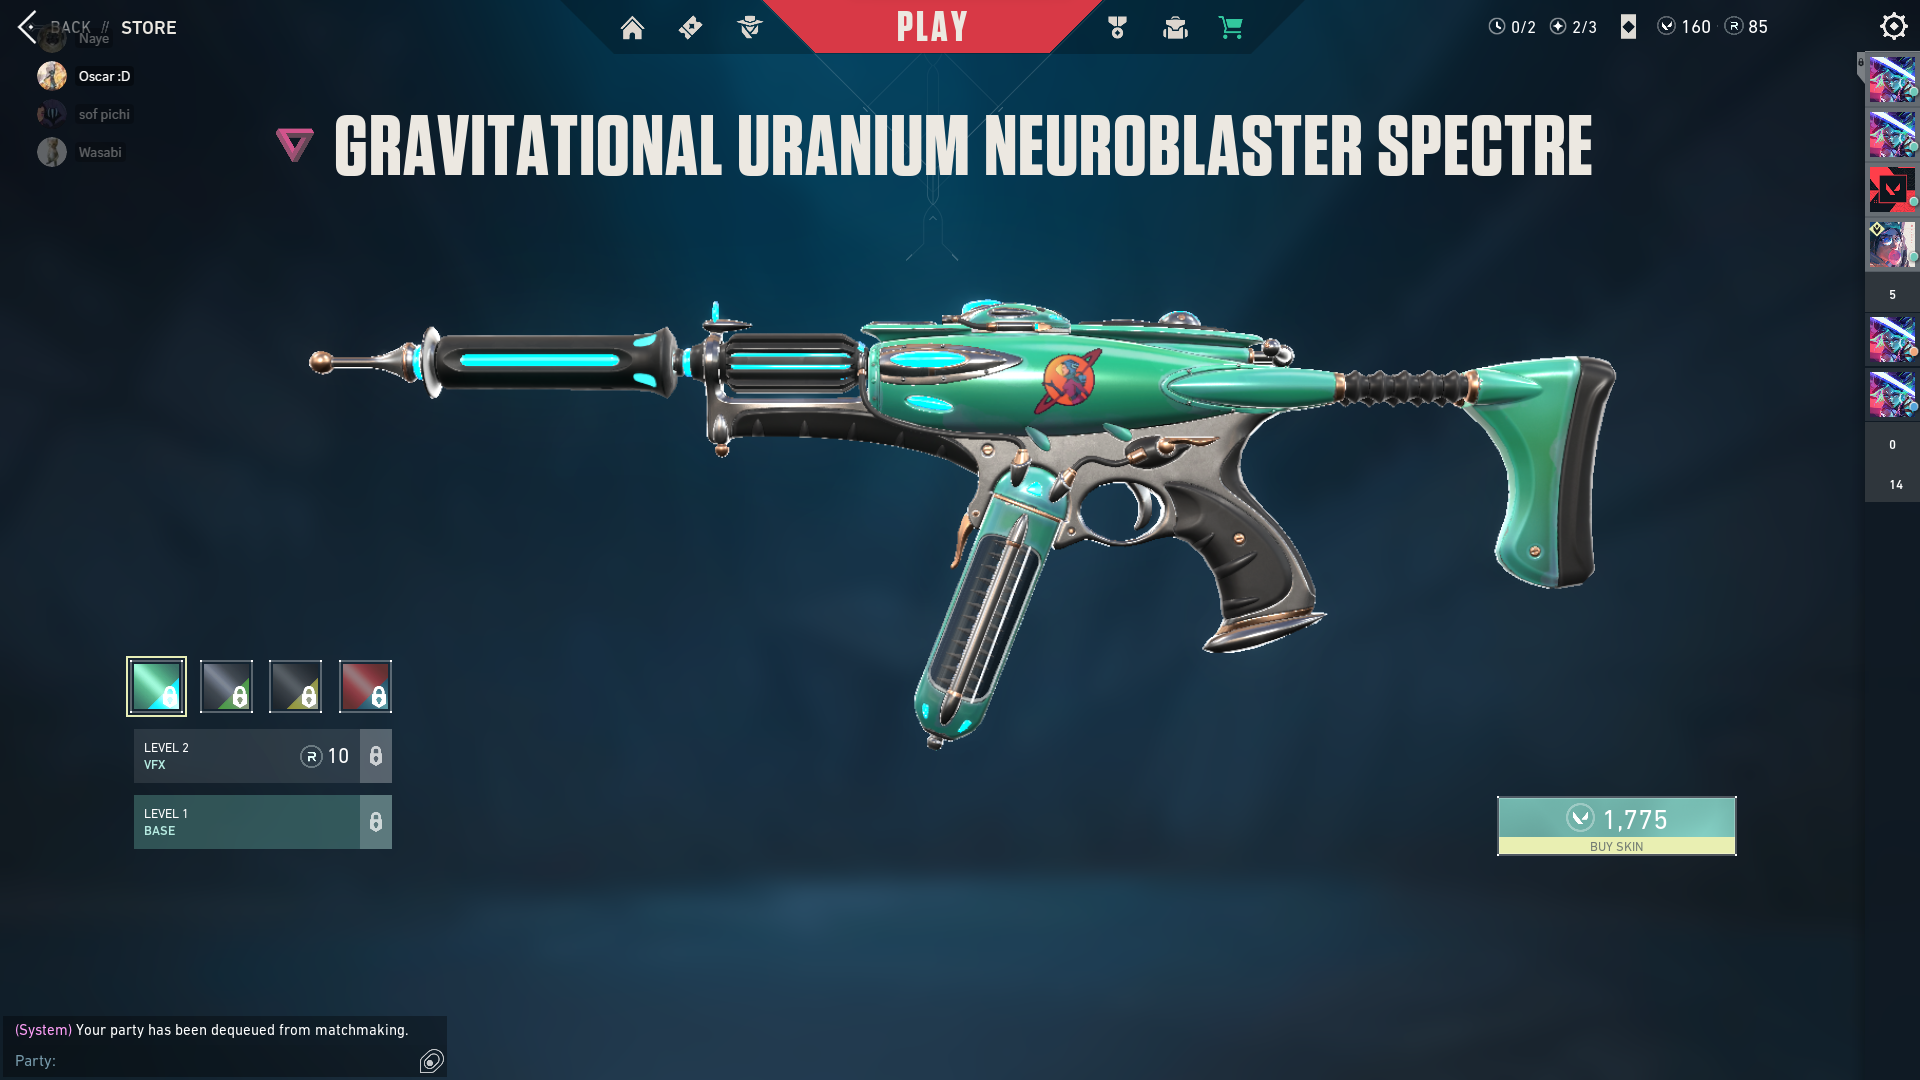 BACK // STORE
PLAY
0/2
2/3
160
R 85
Naye
Oscar :D
sof pichi
Wasabi
GRAVITATIONAL URANIUM NEUROBLASTER SPECTRE
5
0
14
LEVEL 2
VFX
R 10
LEVEL 1
BASE
1,775
BUY SKIN
(System) Your party has been dequeued from matchmaking.
Party: